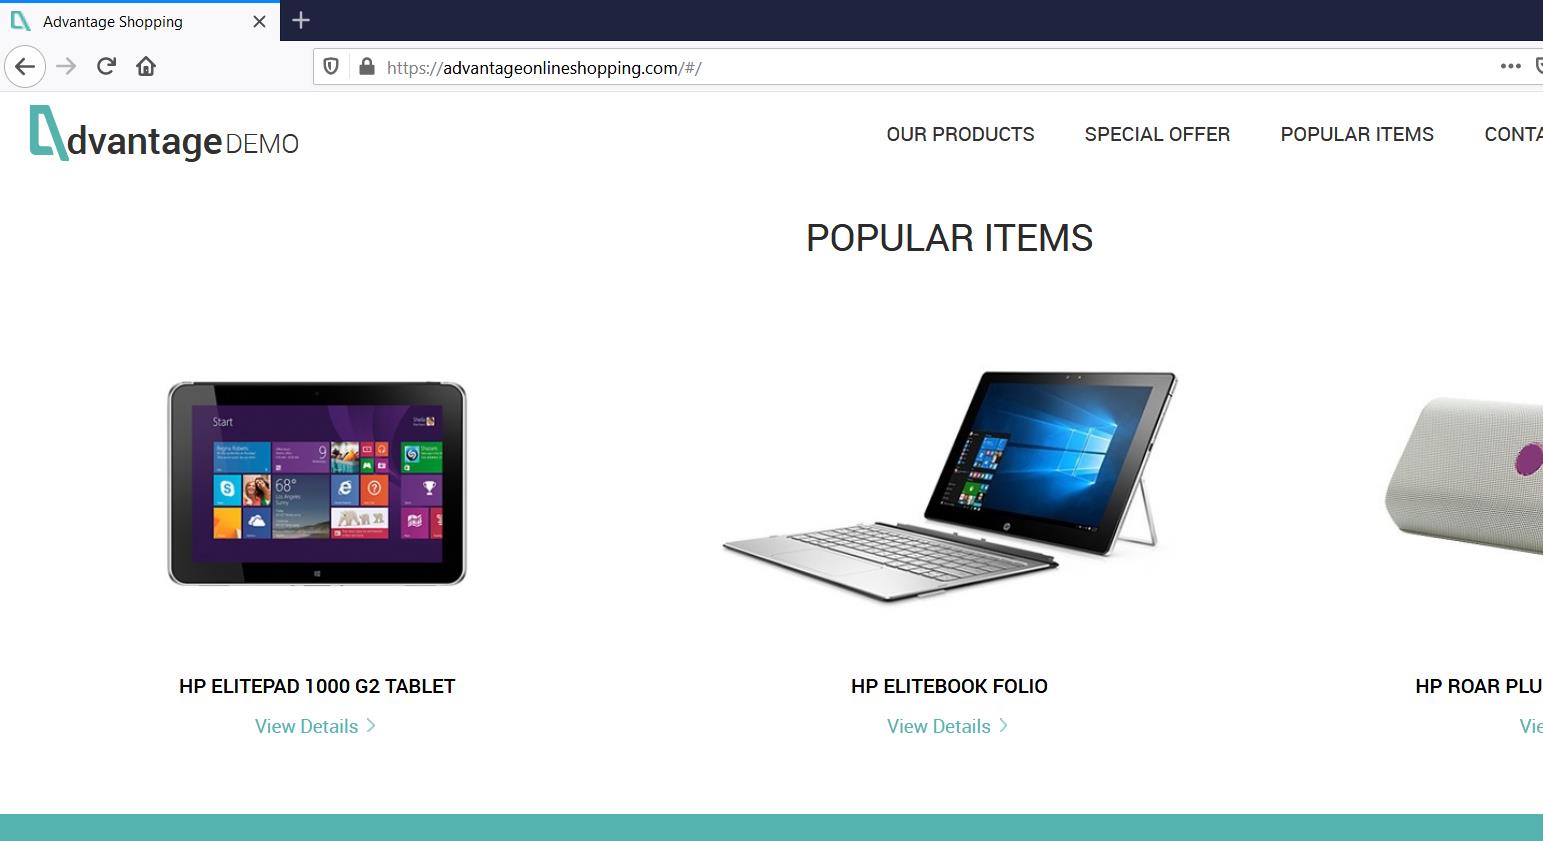 Advantage Shopping
https://advantageonlineshopping.com/#/
dvantage DEMO
OUR PRODUCTS
SPECIAL OFFER
POPULAR ITEMS
CONTA
POPULAR ITEMS
Start
9
68°
HP ELITEPAD 1000 G2 TABLET
HP ELITEBOOK FOLIO
HP ROAR PLU
View Details
View Details
Vie